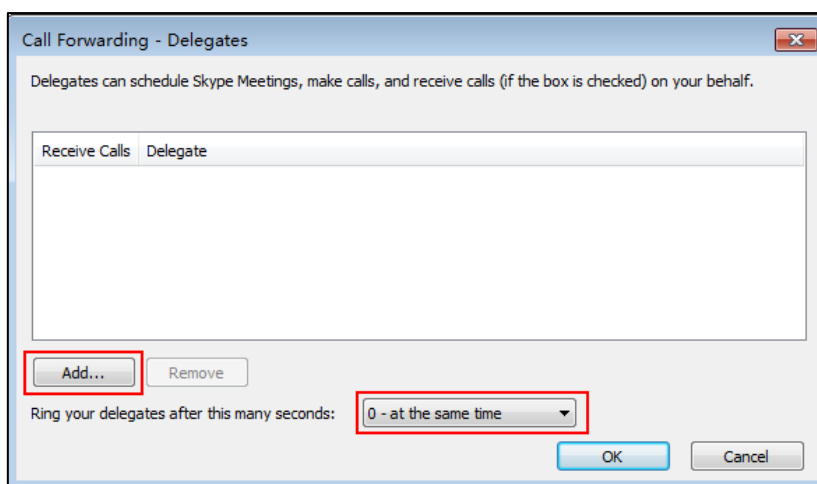 Call Forwarding - Delegates
Delegates can schedule Skype Meetings, make calls, and receive calls (if the box is checked) on your behalf.
Receive Calls Delegate
Add... Remove
Ring your delegates after this many seconds: 0 - at the same time
OK Cancel